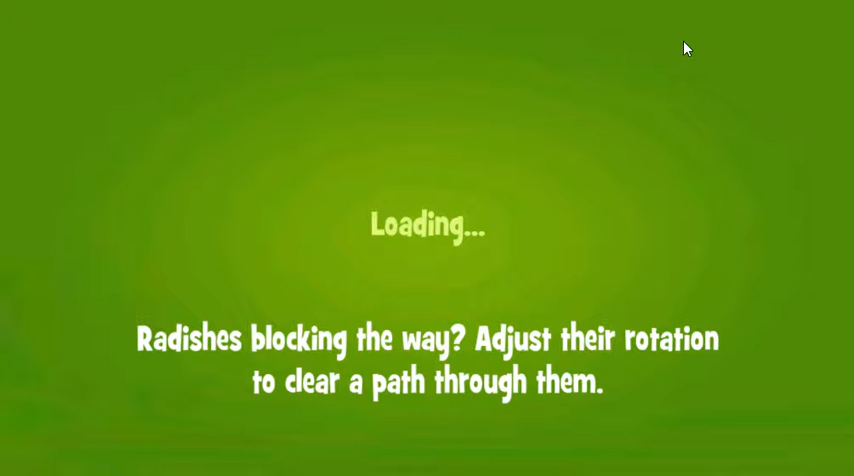 Loading...
Radishes blocking the way? Adjust their rotation
to clear a path through them.